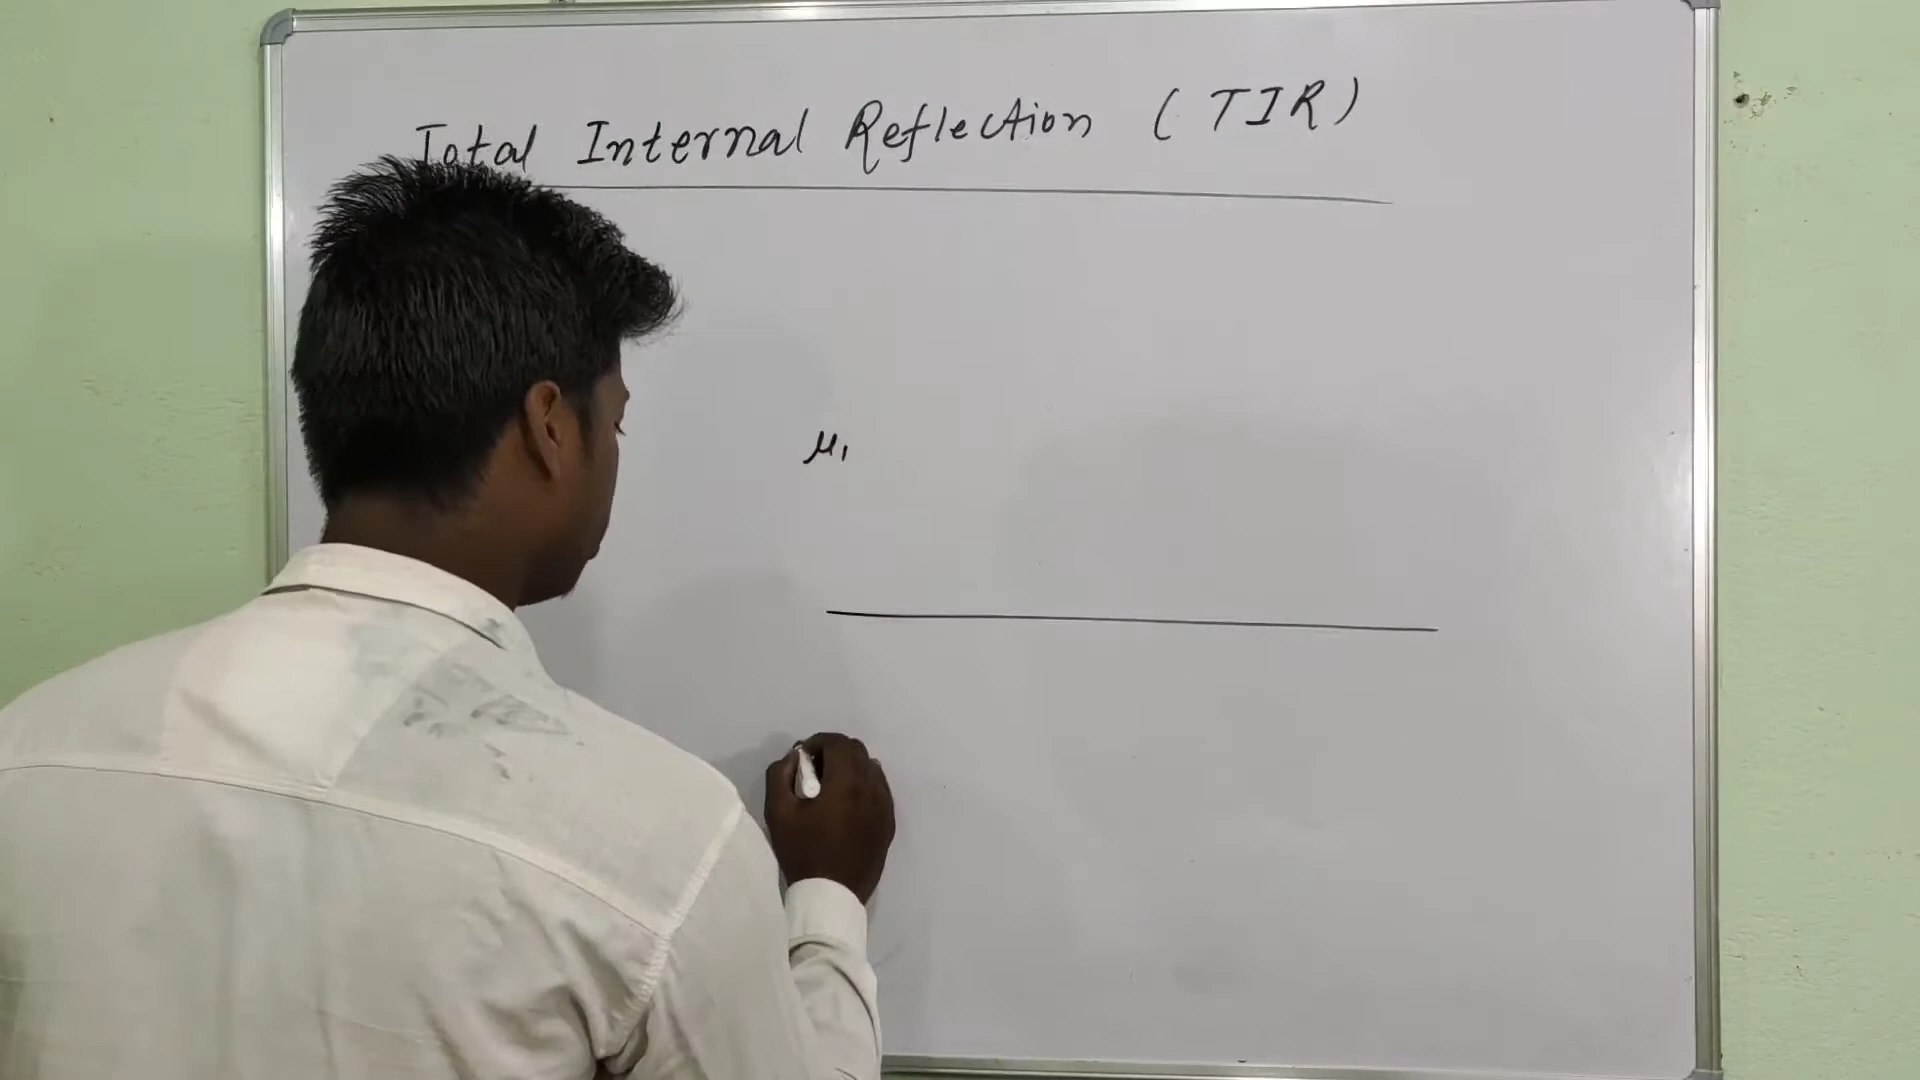 Total Internal Reflection (TIR)
μ₁